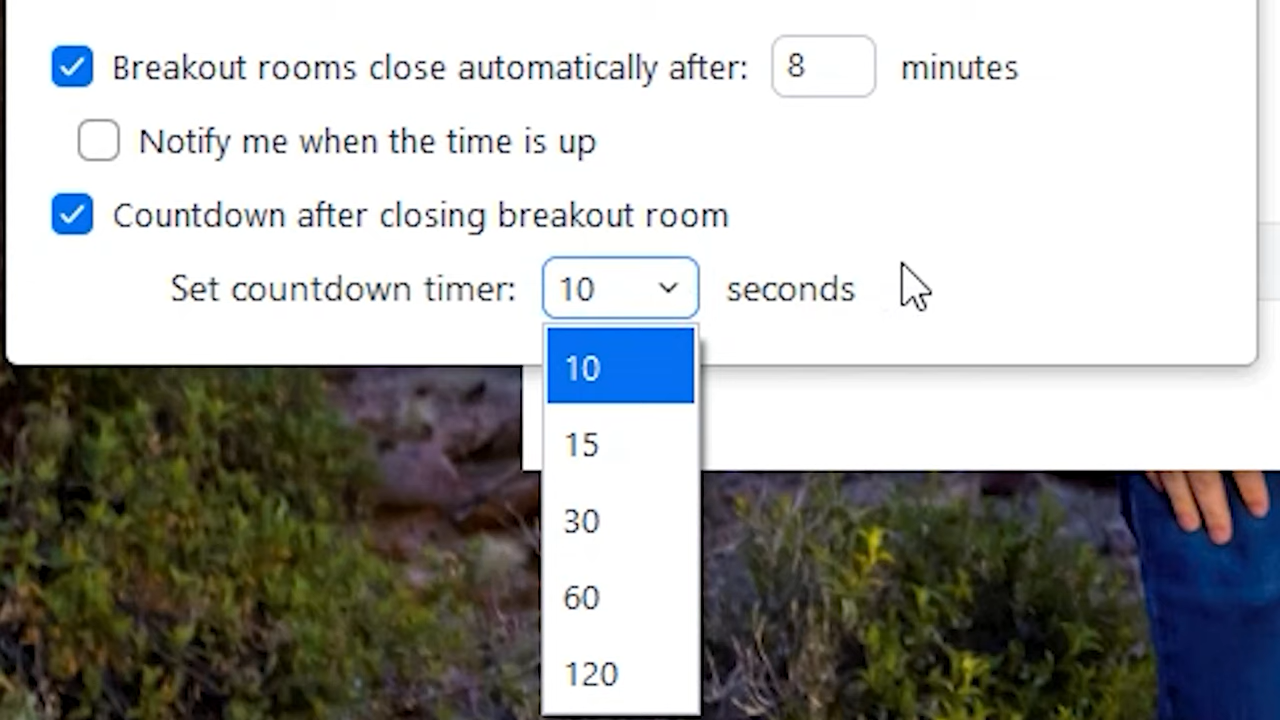 Breakout rooms close automatically after: 8 minutes
Notify me when the time is up
Countdown after closing breakout room
Set countdown timer: 10 seconds
10
15
30
60
120